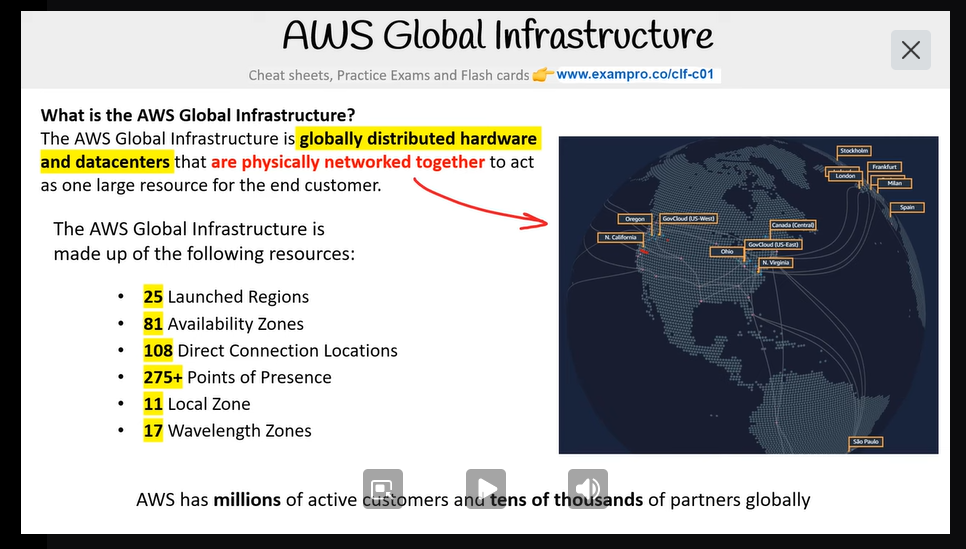 AWS Global Infrastructure
Cheat sheets, Practice Exams and Flash cards 👉 www.exampro.co/clf-c01
What is the AWS Global Infrastructure?
The AWS Global Infrastructure is globally distributed hardware
and datacenters that are physically networked together to act
as one large resource for the end customer.
The AWS Global Infrastructure is
made up of the following resources:
• 25 Launched Regions
• 81 Availability Zones
• 108 Direct Connection Locations
• 275+ Points of Presence
• 11 Local Zone
• 17 Wavelength Zones
Stockholm
Frankfurt
London
Milan
Spain
Oregon
GovCloud (US-West)
Canada (Central)
N. California
GovCloud (US-East)
Ohio
N. Virginia
São Paulo
AWS has millions of active customers and tens of thousands of partners globally